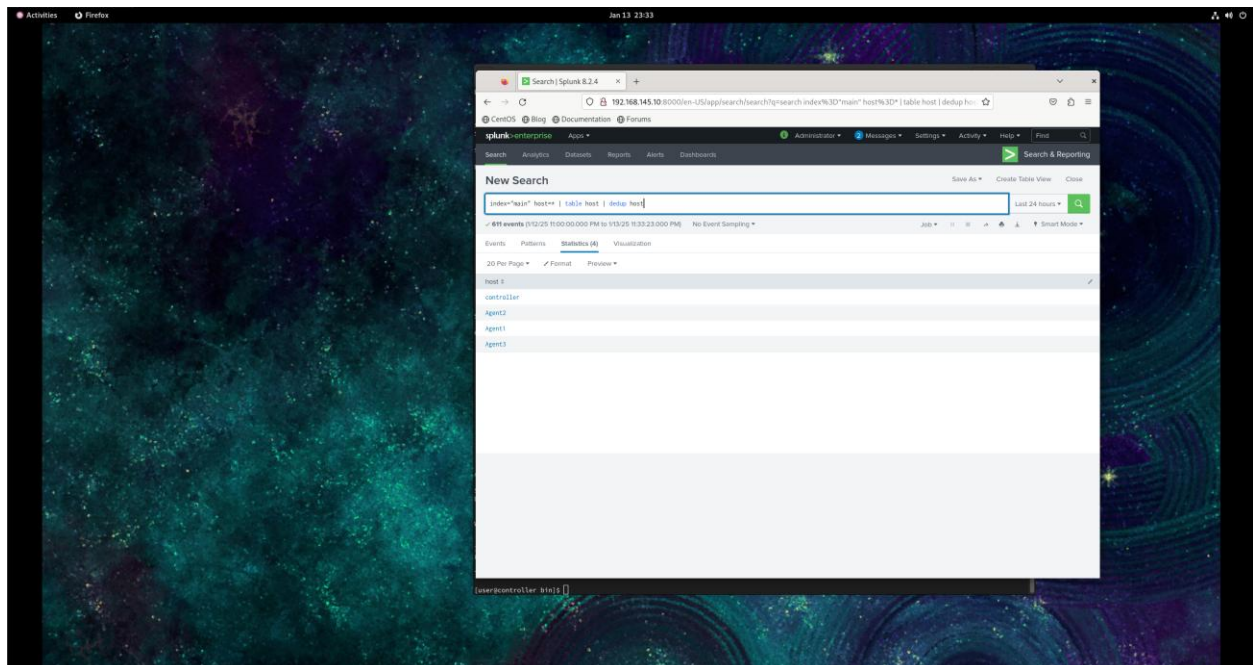 Activities Firefox Jan 13 23:33
Search | Splunk 8.2.4 × +
192.168.145.10:8000/en-US/app/search/search?q=search index%3D"main" host%3D* | table host | dedup ho
CentOS Blog Documentation Forums
splunk>enterprise Apps Administrator 2 Messages Settings Activity Help Find
Search Analytics Datasets Reports Alerts Dashboards Search & Reporting
New Search Save As Create Table View Close
index="main" host=* | table host | dedup host Last 24 hours
✓ 611 events (1/12/25 11:00:00.000 PM to 1/13/25 11:33:23.000 PM) No Event Sampling Job Smart Mode
Events Patterns Statistics (4) Visualization
20 Per Page Format Preview
host
controller
Agent2
Agent1
Agent3
[user@controller bin]$